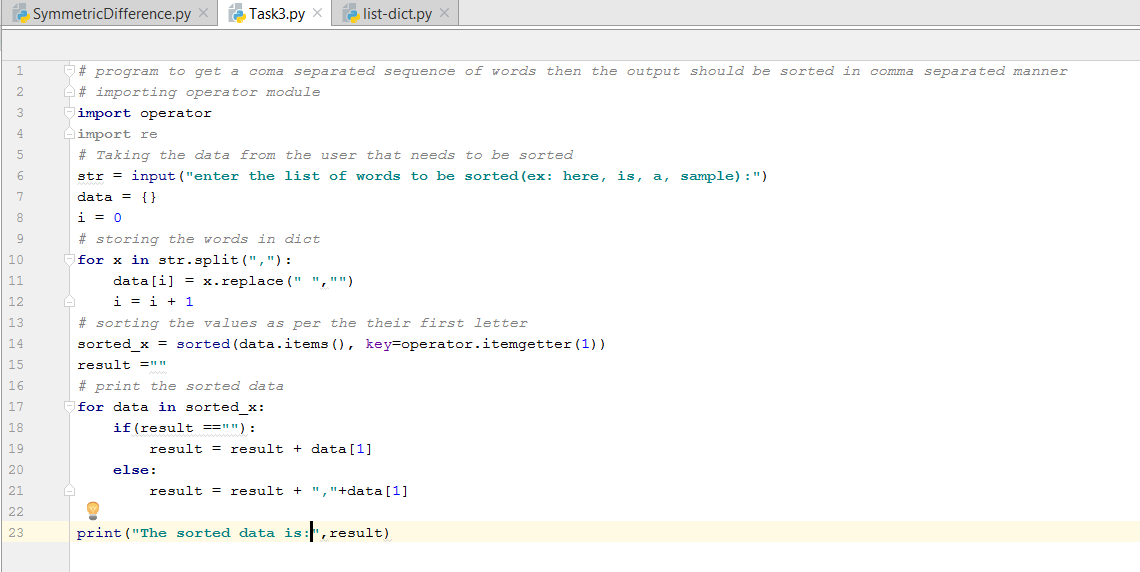 SymmetricDifference.py × Task3.py × list-dict.py ×
1 # program to get a coma separated sequence of words then the output should be sorted in comma separated manner
2 # importing operator module
3 import operator
4 import re
5 # Taking the data from the user that needs to be sorted
6 str = input("enter the list of words to be sorted(ex: here, is, a, sample):")
7 data = {}
8 i = 0
9 # storing the words in dict
10 for x in str.split(","):
11     data[i] = x.replace(" ","")
12     i = i + 1
13 # sorting the values as per the their first letter
14 sorted_x = sorted(data.items(), key=operator.itemgetter(1))
15 result =""
16 # print the sorted data
17 for data in sorted_x:
18     if(result ==""):
19         result = result + data[1]
20     else:
21         result = result + ","+data[1]
22
23 print("The sorted data is:",result)